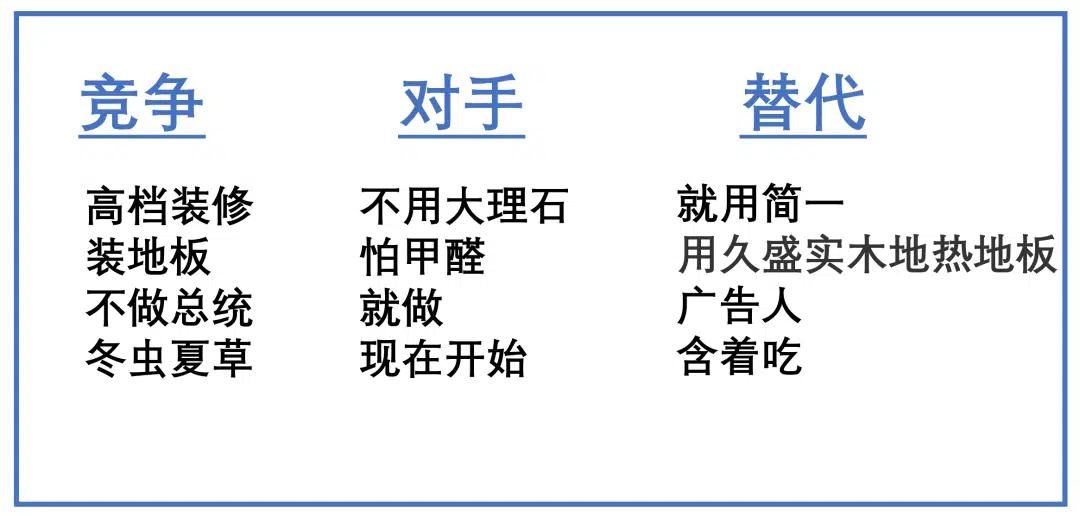 竞争 对手 替代
高档装修 不用大理石 就用简一
装地板 怕甲醛 用久盛实木地热地板
不做总统 就做 广告人
冬虫夏草 现在开始 含着吃